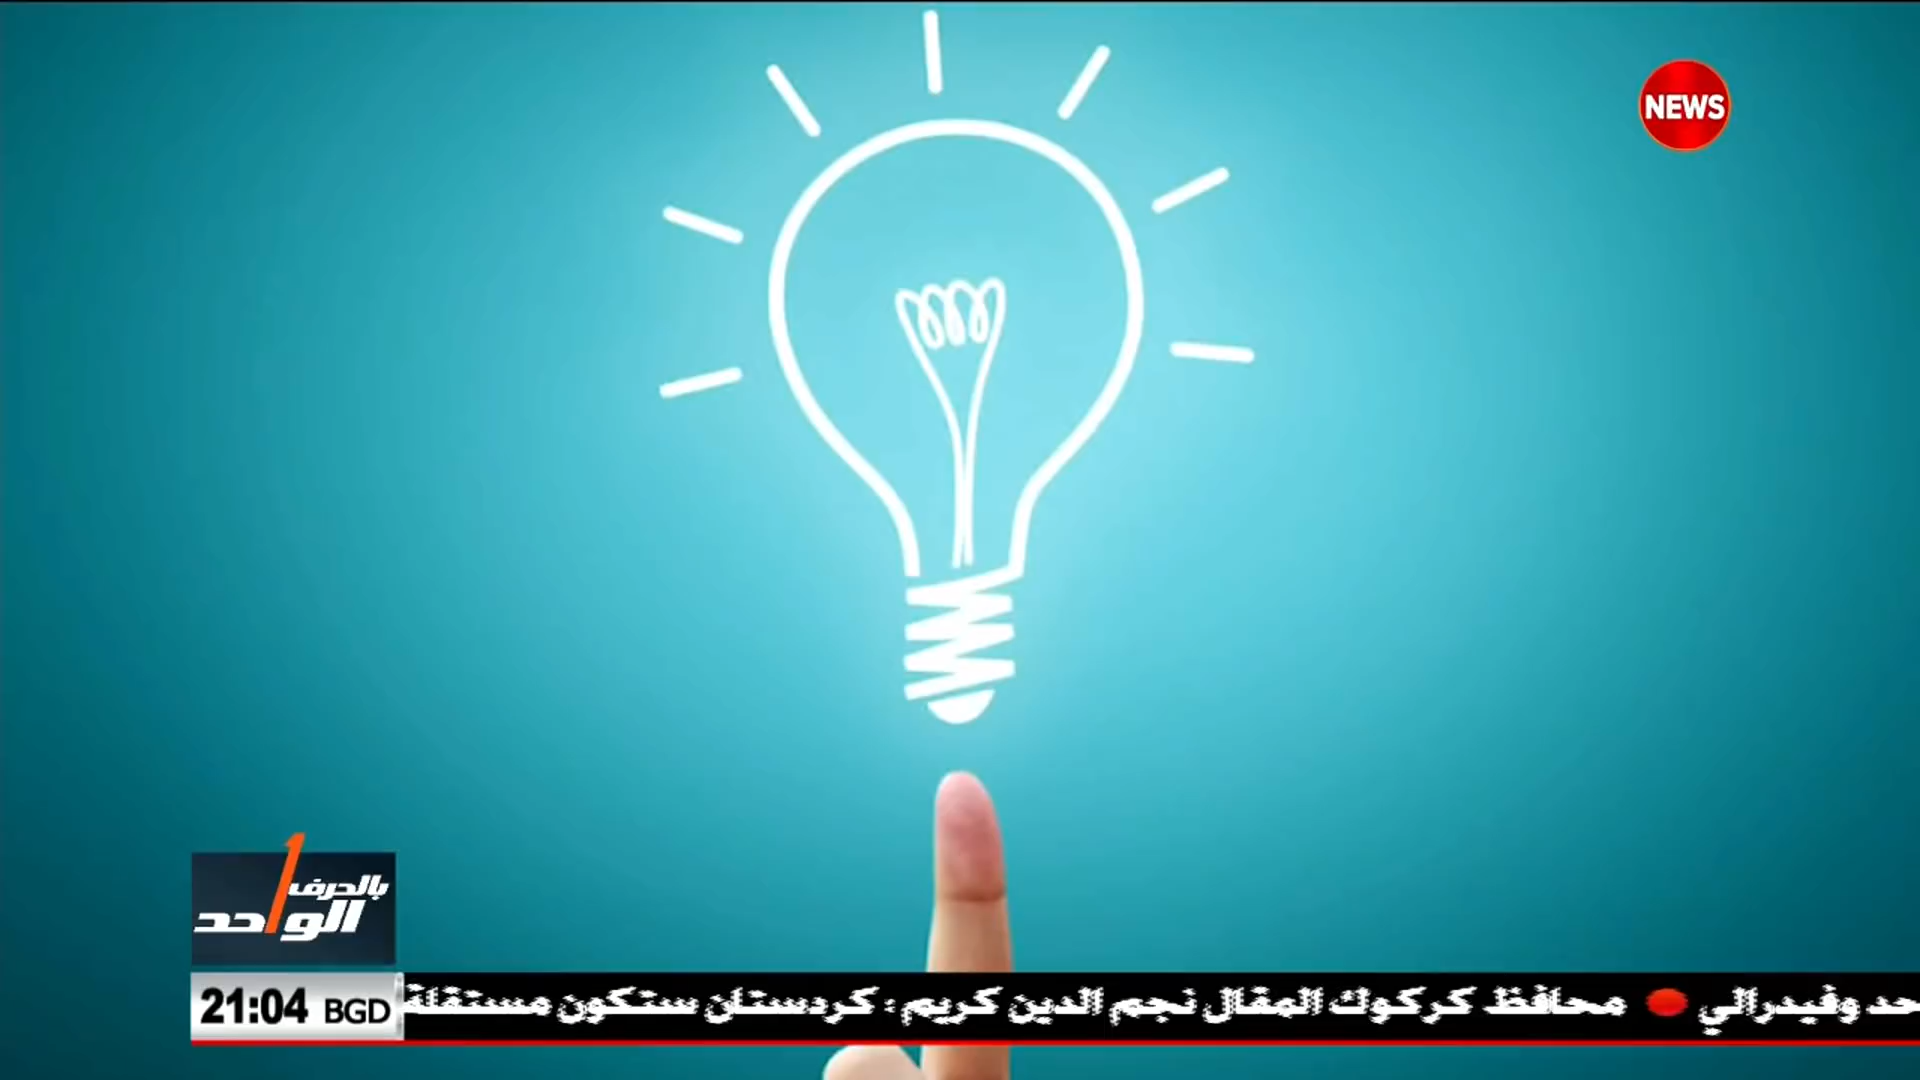 NEWS
بالحرف
الواحد
21:04 BGD
حد وفيدرالي ● محافظ كركوك المقال نجم الدين كريم : كردستان ستكون مستقلة